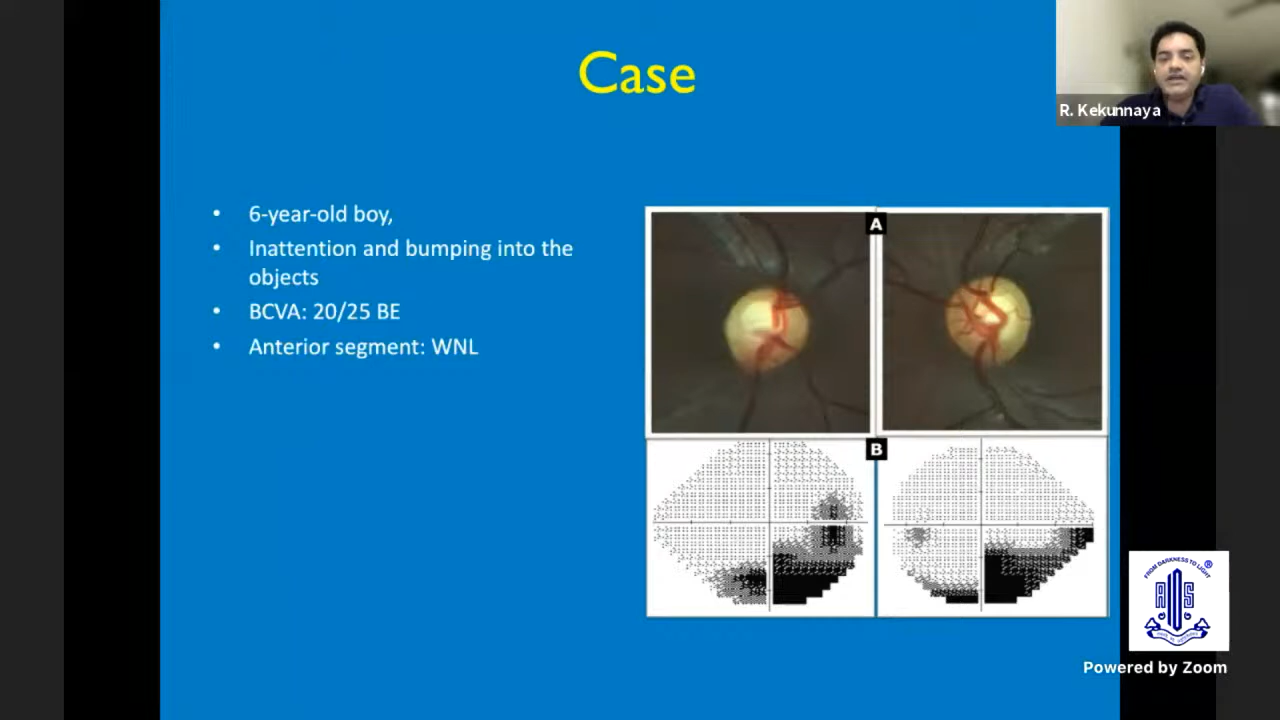 Case
R. Kekunnaya
• 6-year-old boy,
• Inattention and bumping into the
objects
• BCVA: 20/25 BE
• Anterior segment: WNL
A
B
FROM DARKNESS TO LIGHT
®
AIOS
Powered by Zoom